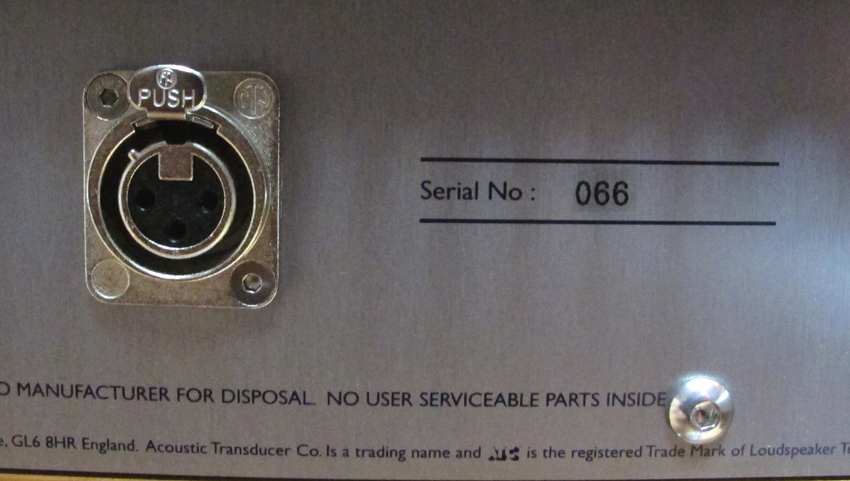 PUSH
Serial No : 066
MANUFACTURER FOR DISPOSAL. NO USER SERVICEABLE PARTS INSIDE
GL6 8HR England. Acoustic Transducer Co. Is a trading name and is the registered Trade Mark of Loudspeaker